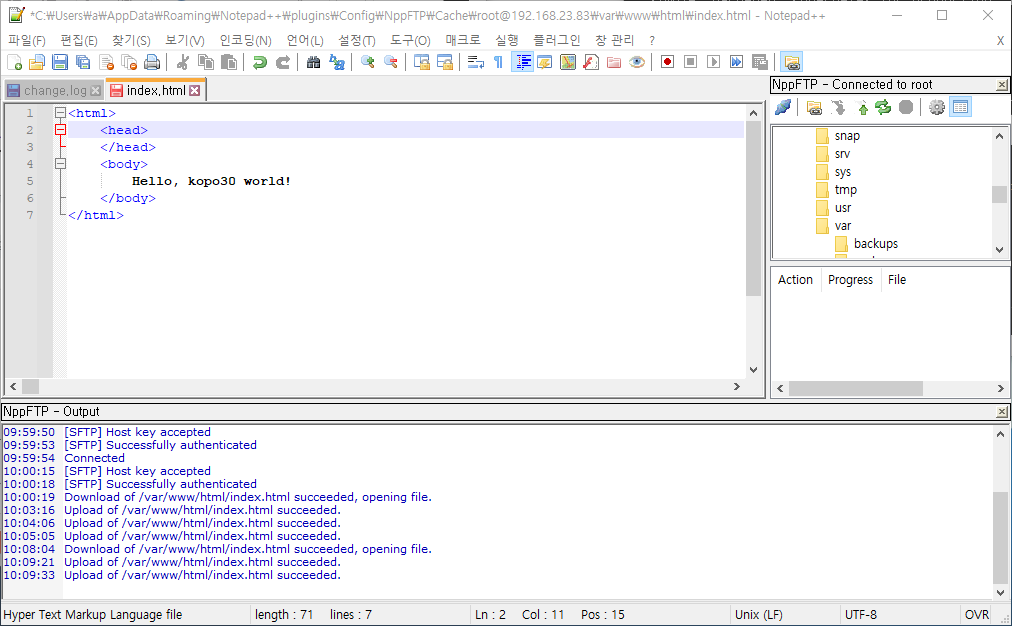 *C:₩Users₩a₩AppData₩Roaming₩Notepad++₩plugins₩Config₩NppFTP₩Cache₩root@192.168.23.83₩var₩www₩html₩index.html - Notepad++
파일(F) 편집(E) 찾기(S) 보기(V) 인코딩(N) 언어(L) 설정(T) 도구(O) 매크로 실행 플러그인 창 관리 ? X
change.log index.html
1 <html>
2 <head>
3 </head>
4 <body>
5 Hello, kopo30 world!
6 </body>
7 </html>
NppFTP - Connected to root
snap
srv
sys
tmp
usr
var
backups
Action Progress File
NppFTP - Output
09:59:50 [SFTP] Host key accepted
09:59:53 [SFTP] Successfully authenticated
09:59:54 Connected
10:00:15 [SFTP] Host key accepted
10:00:18 [SFTP] Successfully authenticated
10:00:19 Download of /var/www/html/index.html succeeded, opening file.
10:03:16 Upload of /var/www/html/index.html succeeded.
10:04:06 Upload of /var/www/html/index.html succeeded.
10:05:05 Upload of /var/www/html/index.html succeeded.
10:08:04 Download of /var/www/html/index.html succeeded, opening file.
10:09:21 Upload of /var/www/html/index.html succeeded.
10:09:33 Upload of /var/www/html/index.html succeeded.
Hyper Text Markup Language file length : 71 lines : 7 Ln : 2 Col : 11 Pos : 15 Unix (LF) UTF-8 OVR